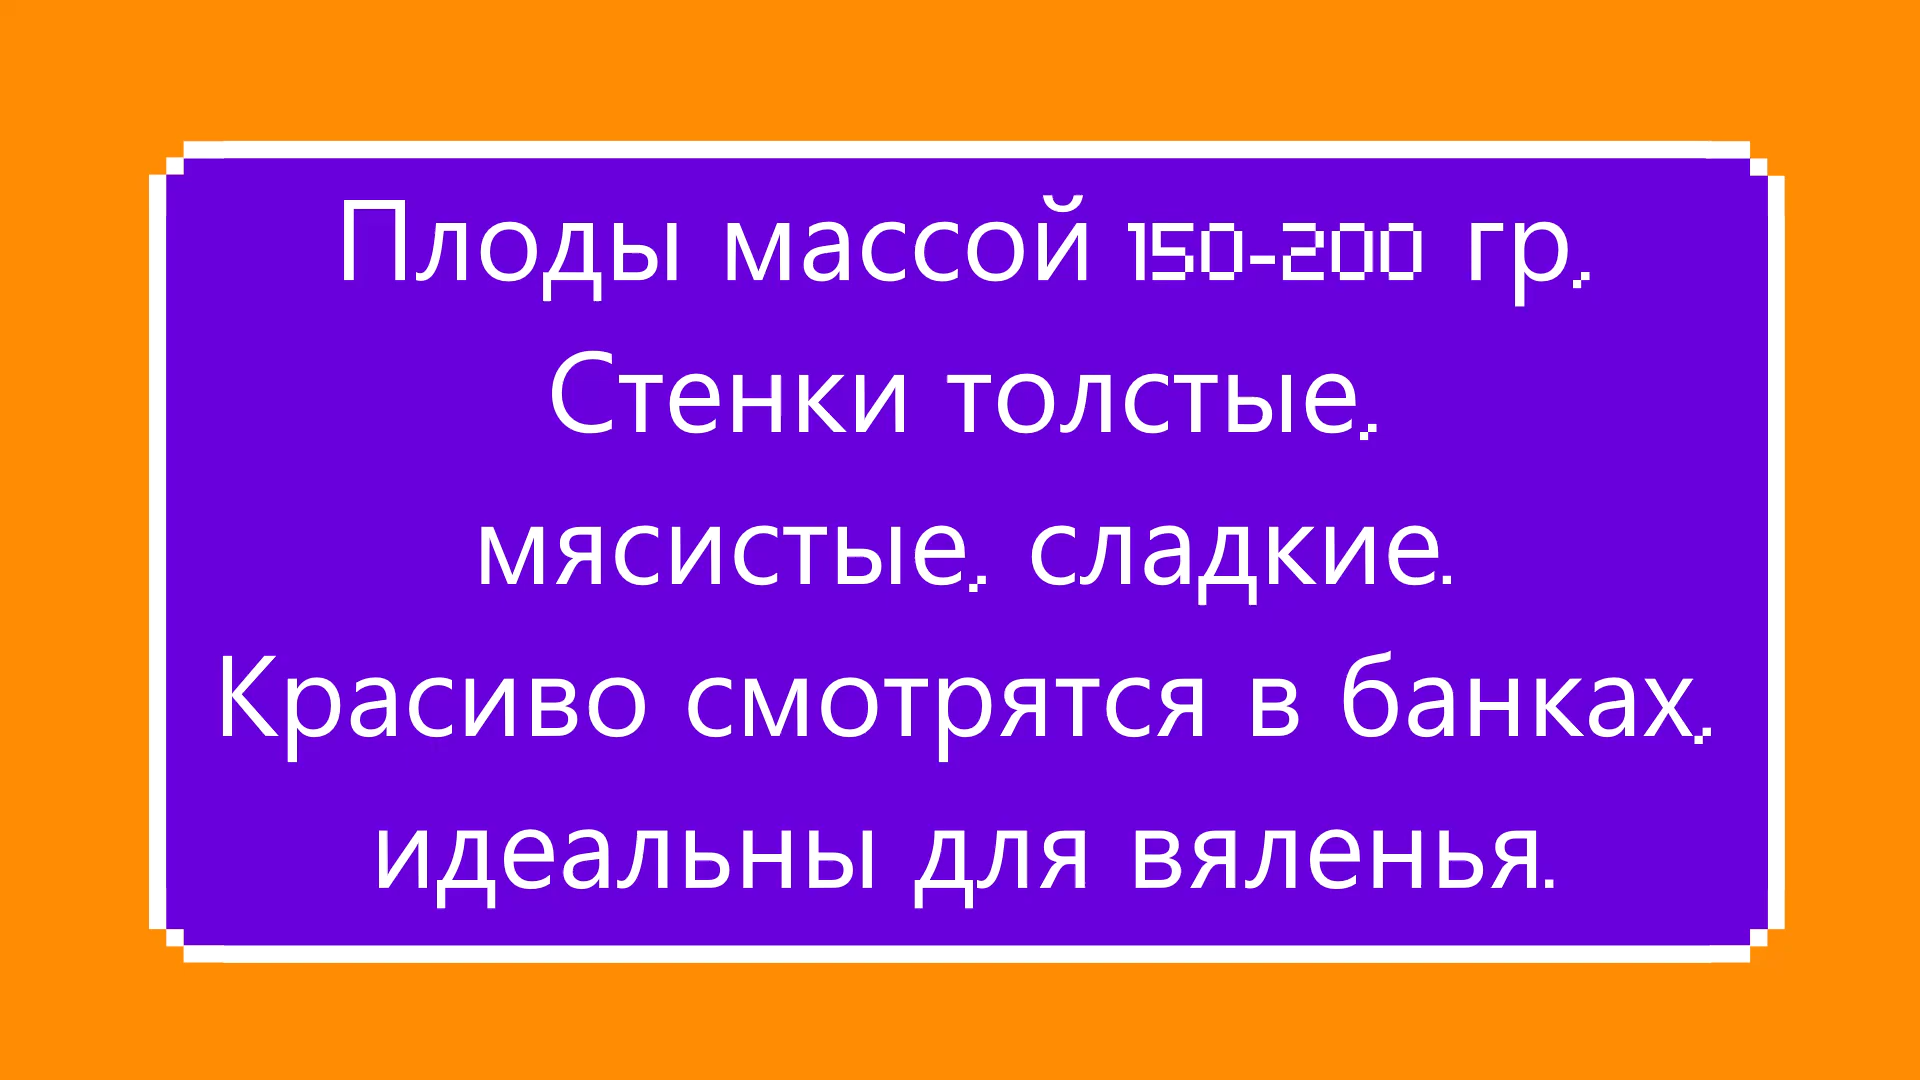 Плоды массой 150-200 гр,
Стенки толстые,
мясистые, сладкие.
Красиво смотрятся в банках,
идеальны для вяленья.